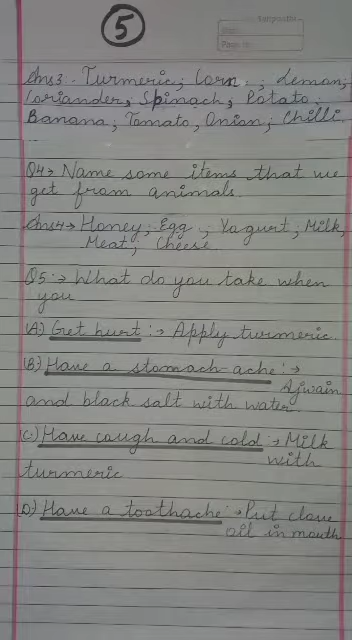 5
Ans3. Turmeric; Corn.; Lemon;
Coriander; Spinach; Potato;
Banana; Tomato, Onion; Chilli.
Q4→ Name some items that we
get from animals.
Ans4→ Honey; Egg; Yogurt; Milk,
Meat; Cheese
Q5:→ What do you take when
you
(A) Get hurt:→ Apply turmeric.
(B) Have a stomach ache:→
Ajwain
and black salt with water
(C) Have cough and cold:→ Milk
with
turmeric
(D) Have a toothache:→ Put clove
oil in mouth